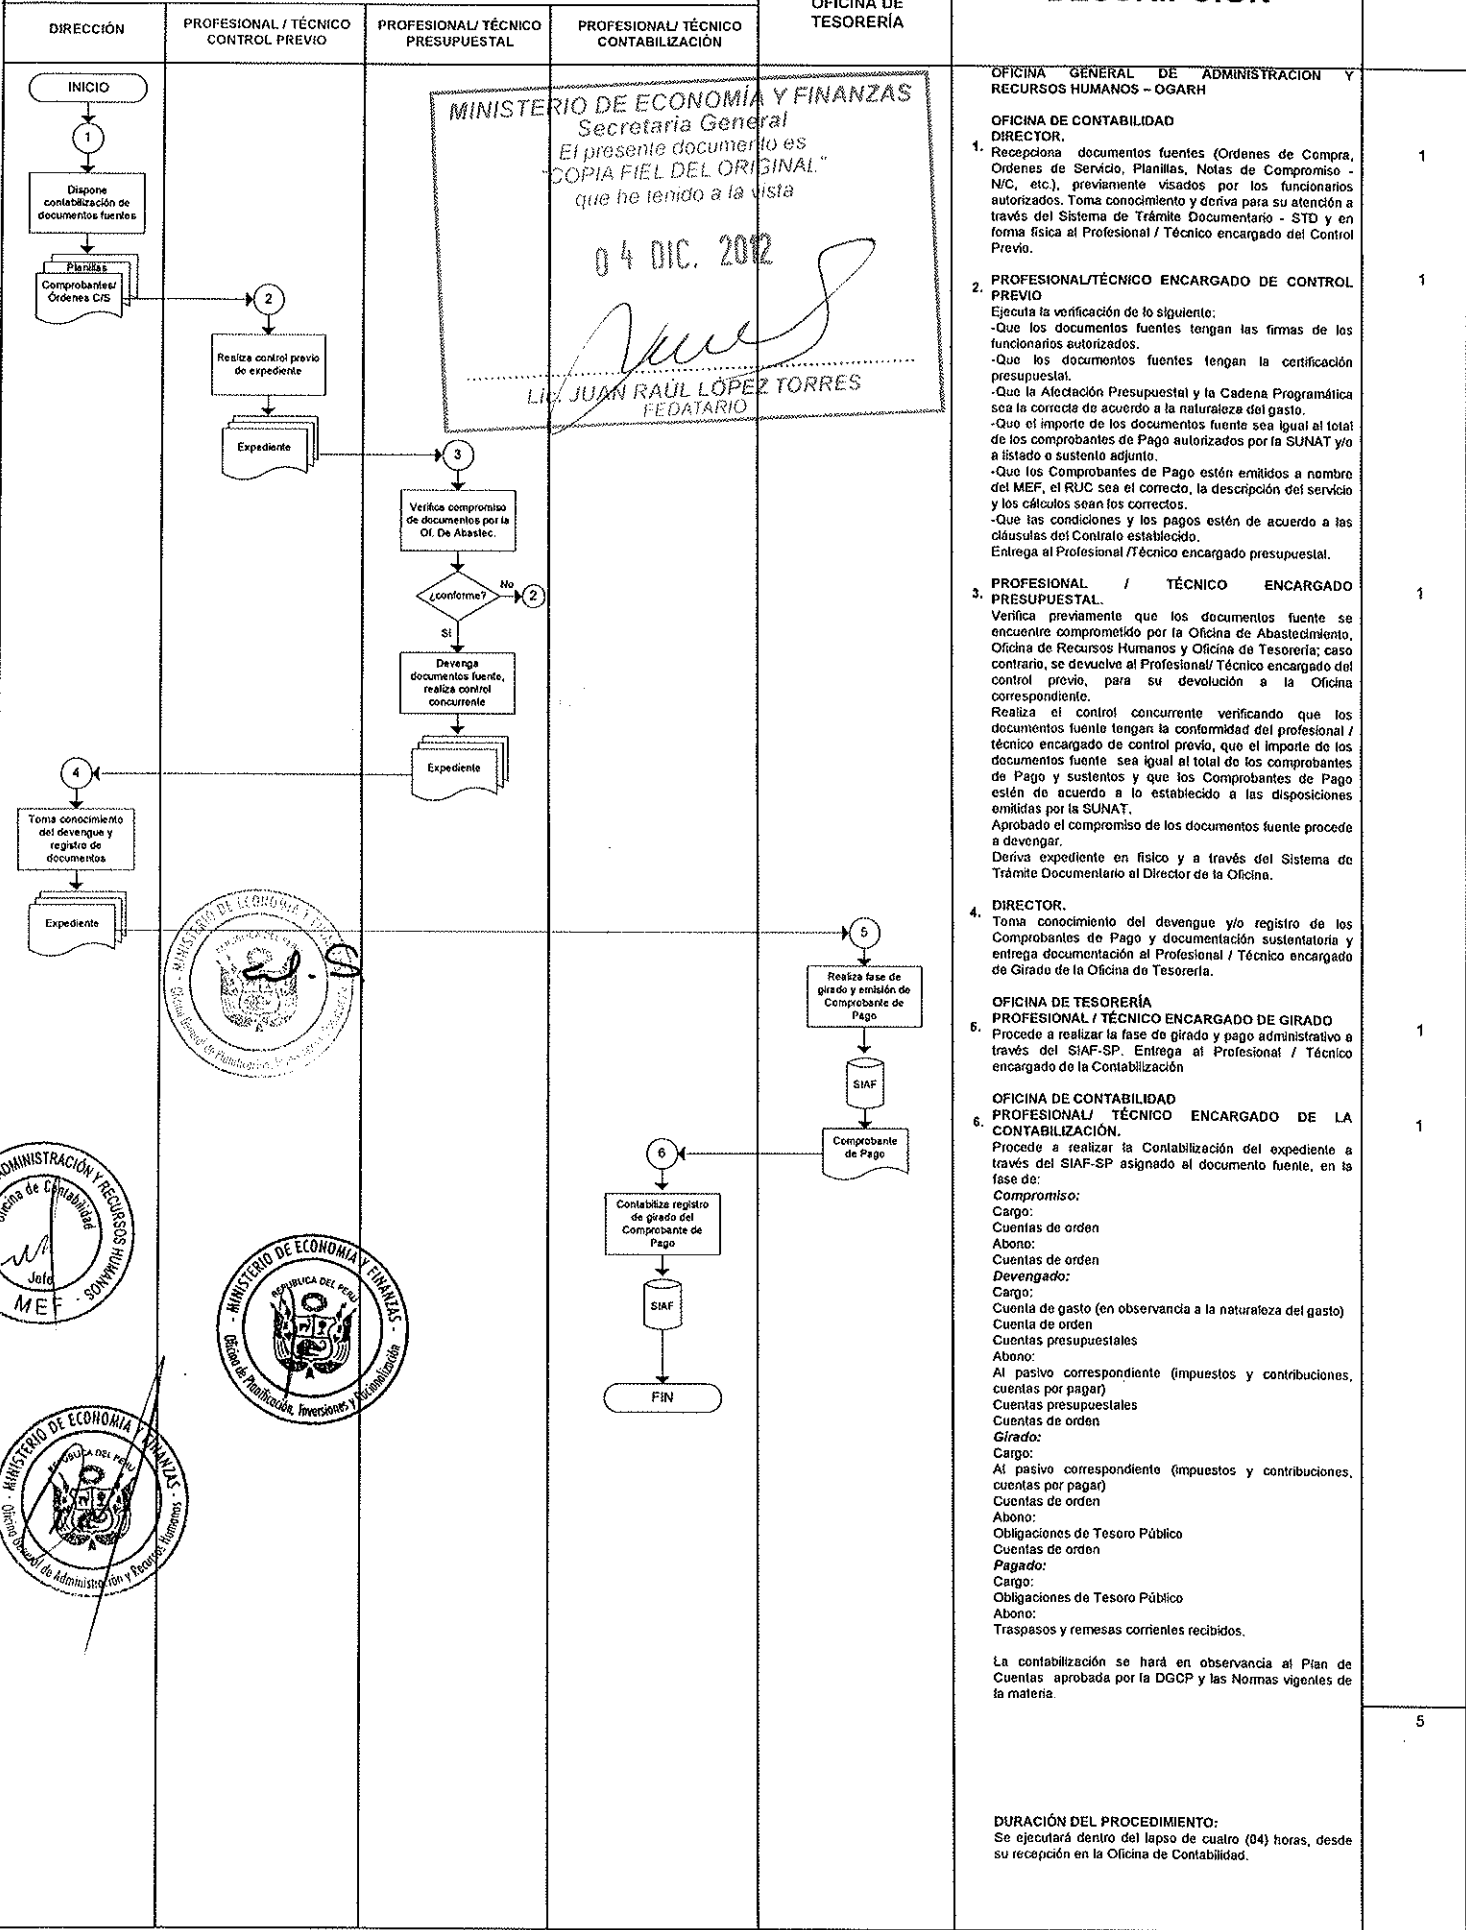 DIRECCIÓN
PROFESIONAL / TÉCNICO
CONTROL PREVIO
PROFESIONAL/ TÉCNICO
PRESUPUESTAL
PROFESIONAL/ TÉCNICO
CONTABILIZACIÓN
OFICINA DE
TESORERÍA
DESCRIPCIÓN
INICIO
1
Dispone
contabilización de
documentos fuentes
Planillas
Comprobantes/
Órdenes C/S
2
Realiza control previo
de expediente
Expediente
3
Verifica compromiso
de documentos por la
Of. De Abastec.
¿conforme?
No
2
SI
Devenga
documentos fuente,
realiza control
concurrente
Expediente
4
Toma conocimiento
del devengue y
registro de
documentos
Expediente
5
Realiza fase de
girado y emisión de
Comprobante de
Pago
SIAF
Comprobante
de Pago
6
Contabiliza registro
de girado del
Comprobante de
Pago
SIAF
FIN
MINISTERIO DE ECONOMÍA Y FINANZAS
Secretaria General
El presente documento es
"COPIA FIEL DEL ORIGINAL"
que he tenido a la vista
04 DIC. 2012
Lic. JUAN RAÚL LÓPEZ TORRES
FEDATARIO
MINISTERIO DE ECONOMIA Y FINANZAS
REPUBLICA DEL PERU
ADMINISTRACIÓN Y RECURSOS HUMANOS
Oficina de Contabilidad
Jefe
MEF
- MINISTERIO DE ECONOMIA Y FINANZAS -
REPUBLICA DEL PERU
Oficina de Planificación, Inversiones y Racionalización
- MINISTERIO DE ECONOMIA Y FINANZAS -
REPUBLICA DEL PERU
Oficina General de Administración y Recursos Humanos
OFICINA GENERAL DE ADMINISTRACION Y
RECURSOS HUMANOS – OGARH
OFICINA DE CONTABILIDAD
DIRECTOR.
1. Recepciona documentos fuentes (Ordenes de Compra,
Ordenes de Servicio, Planillas, Notas de Compromiso -
N/C, etc.), previamente visados por los funcionarios
autorizados. Toma conocimiento y deriva para su atención a
través del Sistema de Trámite Documentario - STD y en
forma física al Profesional / Técnico encargado del Control
Previo.
1
2. PROFESIONAL/TÉCNICO ENCARGADO DE CONTROL
PREVIO
Ejecuta la verificación de lo siguiente:
-Que los documentos fuentes tengan las firmas de los
funcionarios autorizados.
-Que los documentos fuentes tengan la certificación
presupuestal.
-Que la Afectación Presupuestal y la Cadena Programática
sea la correcta de acuerdo a la naturaleza del gasto.
-Que el importe de los documentos fuente sea igual al total
de los comprobantes de Pago autorizados por la SUNAT y/o
a listado o sustento adjunto.
-Que los Comprobantes de Pago estén emitidos a nombre
del MEF, el RUC sea el correcto, la descripción del servicio
y los cálculos sean los correctos.
-Que las condiciones y los pagos estén de acuerdo a las
cláusulas del Contrato establecido.
Entrega al Profesional /Técnico encargado presupuestal.
1
3. PROFESIONAL / TÉCNICO ENCARGADO
PRESUPUESTAL.
Verifica previamente que los documentos fuente se
encuentre comprometido por la Oficina de Abastecimiento,
Oficina de Recursos Humanos y Oficina de Tesorería; caso
contrario, se devuelve al Profesional/ Técnico encargado del
control previo, para su devolución a la Oficina
correspondiente.
Realiza el control concurrente verificando que los
documentos fuente tengan la conformidad del profesional /
técnico encargado de control previo, que el importe de los
documentos fuente sea igual al total de los comprobantes
de Pago y sustentos y que los Comprobantes de Pago
estén de acuerdo a lo establecido a las disposiciones
emitidas por la SUNAT.
Aprobado el compromiso de los documentos fuente procede
a devengar.
Deriva expediente en físico y a través del Sistema de
Trámite Documentario al Director de la Oficina.
1
4. DIRECTOR.
Toma conocimiento del devengue y/o registro de los
Comprobantes de Pago y documentación sustentatoria y
entrega documentación al Profesional / Técnico encargado
de Girado de la Oficina de Tesorería.
OFICINA DE TESORERÍA
PROFESIONAL / TÉCNICO ENCARGADO DE GIRADO
5. Procede a realizar la fase de girado y pago administrativo a
través del SIAF-SP. Entrega al Profesional / Técnico
encargado de la Contabilización
1
OFICINA DE CONTABILIDAD
6. PROFESIONAL/ TÉCNICO ENCARGADO DE LA
CONTABILIZACIÓN.
Procede a realizar la Contabilización del expediente a
través del SIAF-SP asignado al documento fuente, en la
fase de:
Compromiso:
Cargo:
Cuentas de orden
Abono:
Cuentas de orden
Devengado:
Cargo:
Cuenta de gasto (en observancia a la naturaleza del gasto)
Cuenta de orden
Cuentas presupuestales
Abono:
Al pasivo correspondiente (impuestos y contribuciones,
cuentas por pagar)
Cuentas presupuestales
Cuentas de orden
Girado:
Cargo:
Al pasivo correspondiente (impuestos y contribuciones,
cuentas por pagar)
Cuentas de orden
Abono:
Obligaciones de Tesoro Público
Cuentas de orden
Pagado:
Cargo:
Obligaciones de Tesoro Público
Abono:
Traspasos y remesas corrientes recibidos.
La contabilización se hará en observancia al Plan de
Cuentas aprobada por la DGCP y las Normas vigentes de
la materia.
1
5
DURACIÓN DEL PROCEDIMIENTO:
Se ejecutará dentro del lapso de cuatro (04) horas, desde
su recepción en la Oficina de Contabilidad.